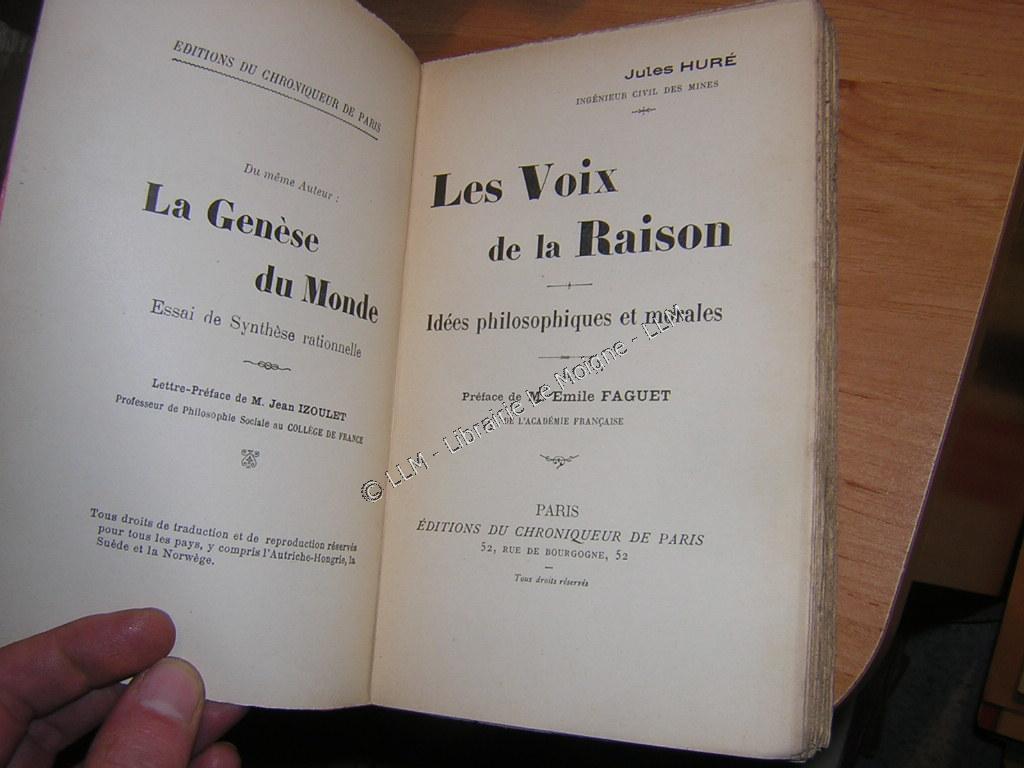 EDITIONS DU CHRONIQUEUR DE PARIS
Du même Auteur :
La Genèse
du Monde
Essai de Synthèse rationnelle
Lettre-Préface de M. Jean IZOULET
Professeur de Philosophie Sociale au COLLÈGE DE FRANCE
Tous droits de traduction et de reproduction réservés
pour tous les pays, y compris l'Autriche-Hongrie, la
Suède et la Norwège.
Jules HURÉ
INGÉNIEUR CIVIL DES MINES
Les Voix
de la Raison
Idées philosophiques et morales
Préface de M. Emile FAGUET
DE L'ACADÉMIE FRANÇAISE
PARIS
ÉDITIONS DU CHRONIQUEUR DE PARIS
52, RUE DE BOURGOGNE, 52
Tous droits réservés
© LLM - Librairie Le Moigne - LLM